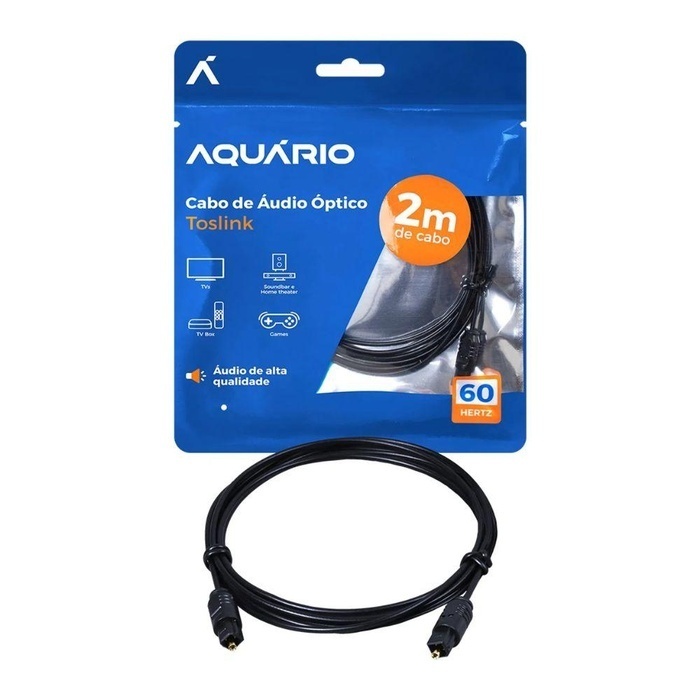 AQUÁRIO
Cabo de Áudio Óptico
Toslink
2m
de cabo
TVs
Soundbar e
Home theater
TV Box
Games
Áudio de alta
qualidade
60
HERTZ